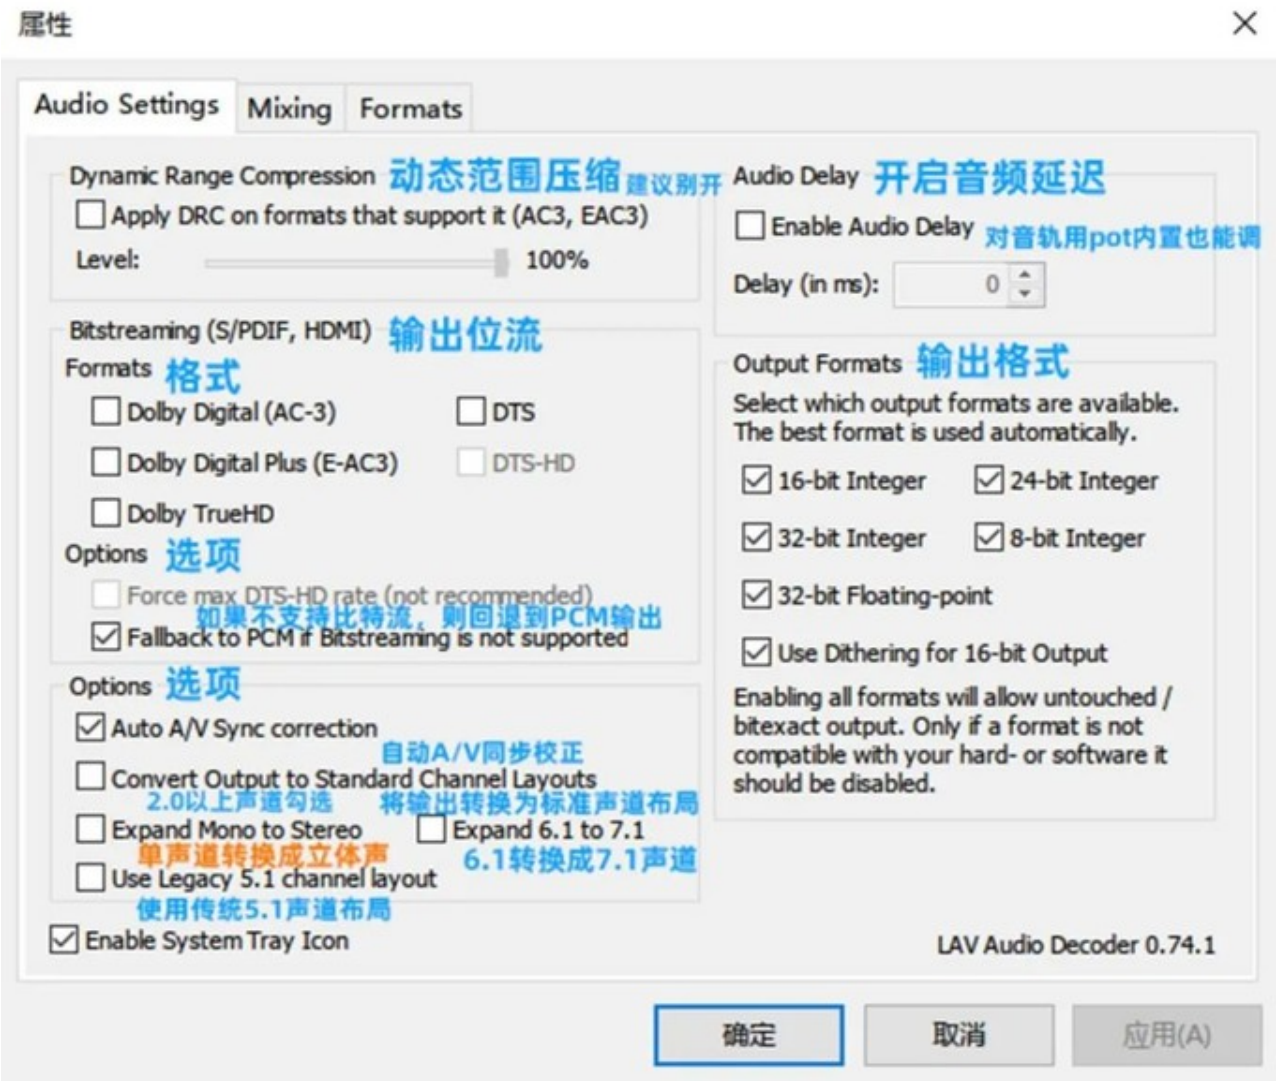 属性
Audio Settings
Mixing
Formats
Dynamic Range Compression 动态范围压缩 建议别开
Apply DRC on formats that support it (AC3, EAC3)
Level:
100%
Audio Delay 开启音频延迟
Enable Audio Delay 对音轨用pot内置也能调
Delay (in ms):
0
Bitstreaming (S/PDIF, HDMI) 输出位流
Formats 格式
Dolby Digital (AC-3)
DTS
Dolby Digital Plus (E-AC3)
DTS-HD
Dolby TrueHD
Options 选项
Force max DTS-HD rate (not recommended)
如果不支持比特流，则回退到PCM输出
Fallback to PCM if Bitstreaming is not supported
Output Formats 输出格式
Select which output formats are available.
The best format is used automatically.
16-bit Integer
24-bit Integer
32-bit Integer
8-bit Integer
32-bit Floating-point
Use Dithering for 16-bit Output
Enabling all formats will allow untouched /
bitexact output. Only if a format is not
compatible with your hard- or software it
should be disabled.
Options 选项
Auto A/V Sync correction
自动A/V同步校正
Convert Output to Standard Channel Layouts
2.0以上声道勾选
将输出转换为标准声道布局
Expand Mono to Stereo
Expand 6.1 to 7.1
单声道转换成立体声
6.1转换成7.1声道
Use Legacy 5.1 channel layout
使用传统5.1声道布局
Enable System Tray Icon
LAV Audio Decoder 0.74.1
确定
取消
应用(A)